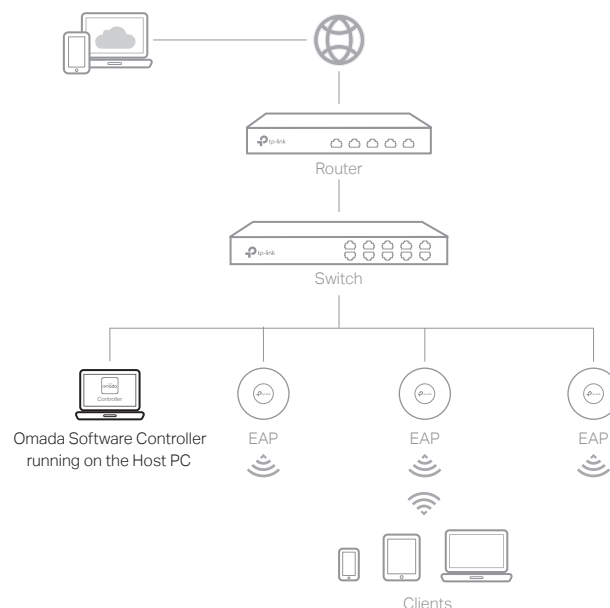 tp-link
Router
tp-link
Switch
omada
Controller
Omada Software Controller
running on the Host PC
EAP
EAP
EAP
Clients